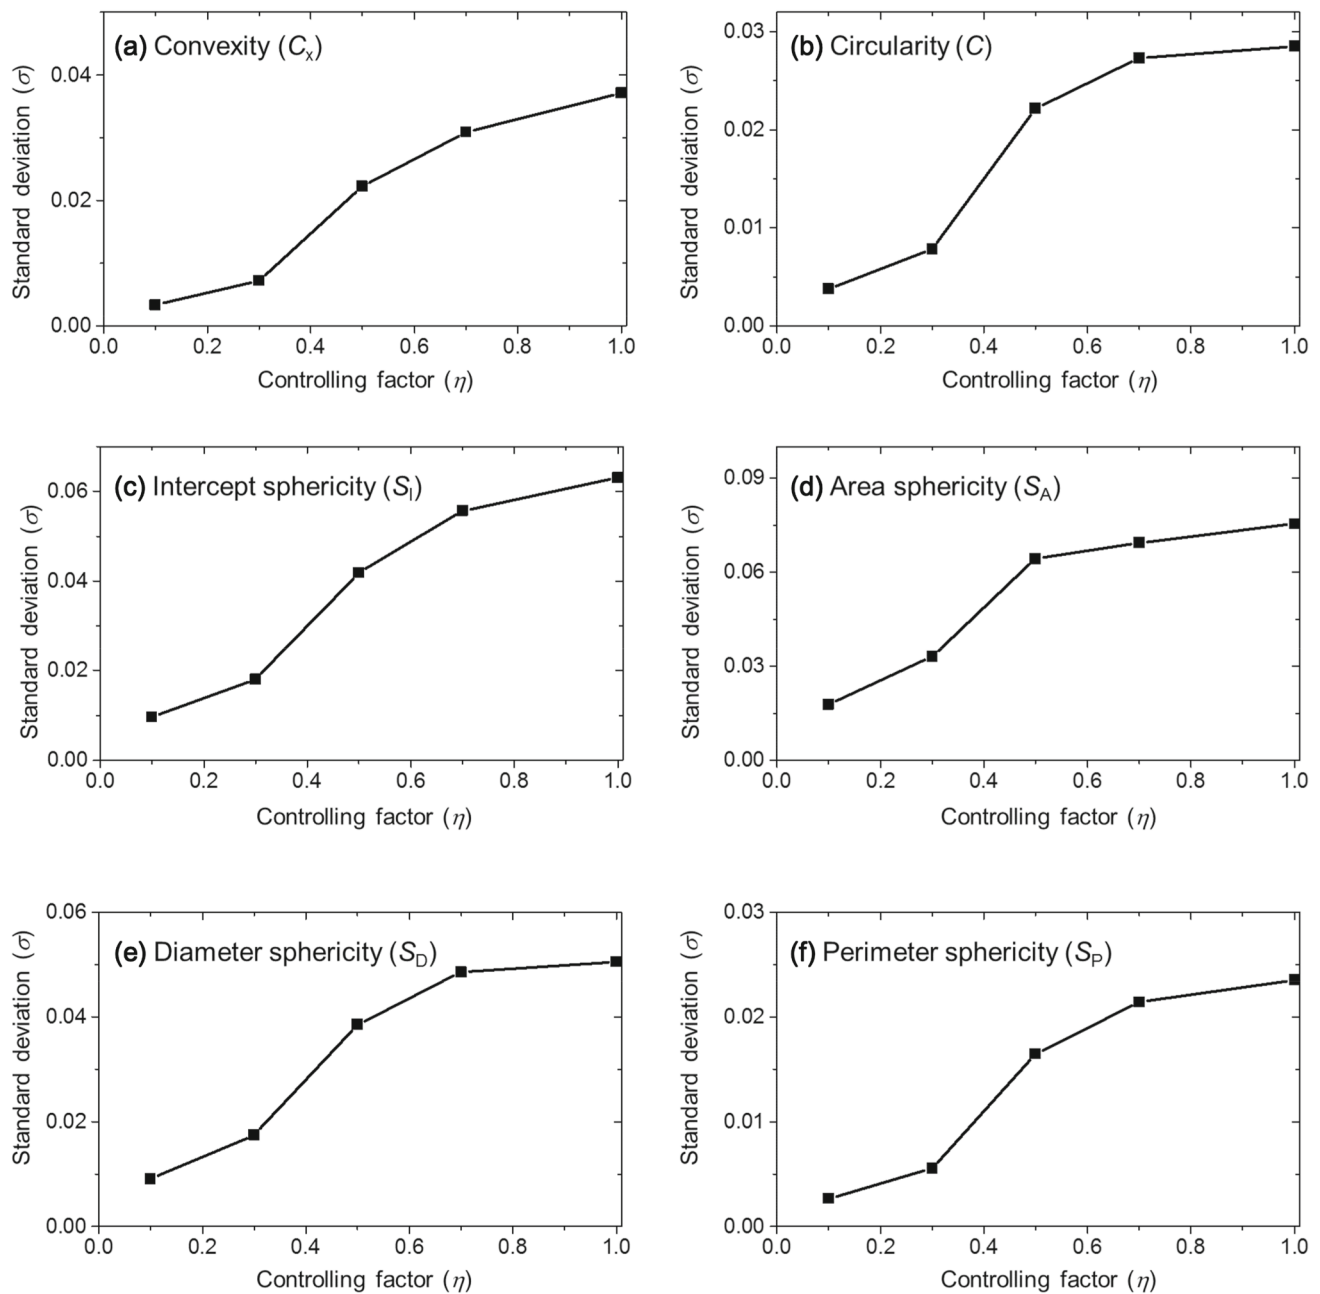 (a) Convexity (Cx)
Standard deviation (σ)
0.04
0.02
0.00
0.0 0.2 0.4 0.6 0.8 1.0
Controlling factor (η)
(b) Circularity (C)
Standard deviation (σ)
0.03
0.02
0.01
0.00
0.0 0.2 0.4 0.6 0.8 1.0
Controlling factor (η)
(c) Intercept sphericity (SI)
Standard deviation (σ)
0.06
0.04
0.02
0.00
0.0 0.2 0.4 0.6 0.8 1.0
Controlling factor (η)
(d) Area sphericity (SA)
Standard deviation (σ)
0.09
0.06
0.03
0.00
0.0 0.2 0.4 0.6 0.8 1.0
Controlling factor (η)
(e) Diameter sphericity (SD)
Standard deviation (σ)
0.06
0.04
0.02
0.00
0.0 0.2 0.4 0.6 0.8 1.0
Controlling factor (η)
(f) Perimeter sphericity (SP)
Standard deviation (σ)
0.03
0.02
0.01
0.00
0.0 0.2 0.4 0.6 0.8 1.0
Controlling factor (η)